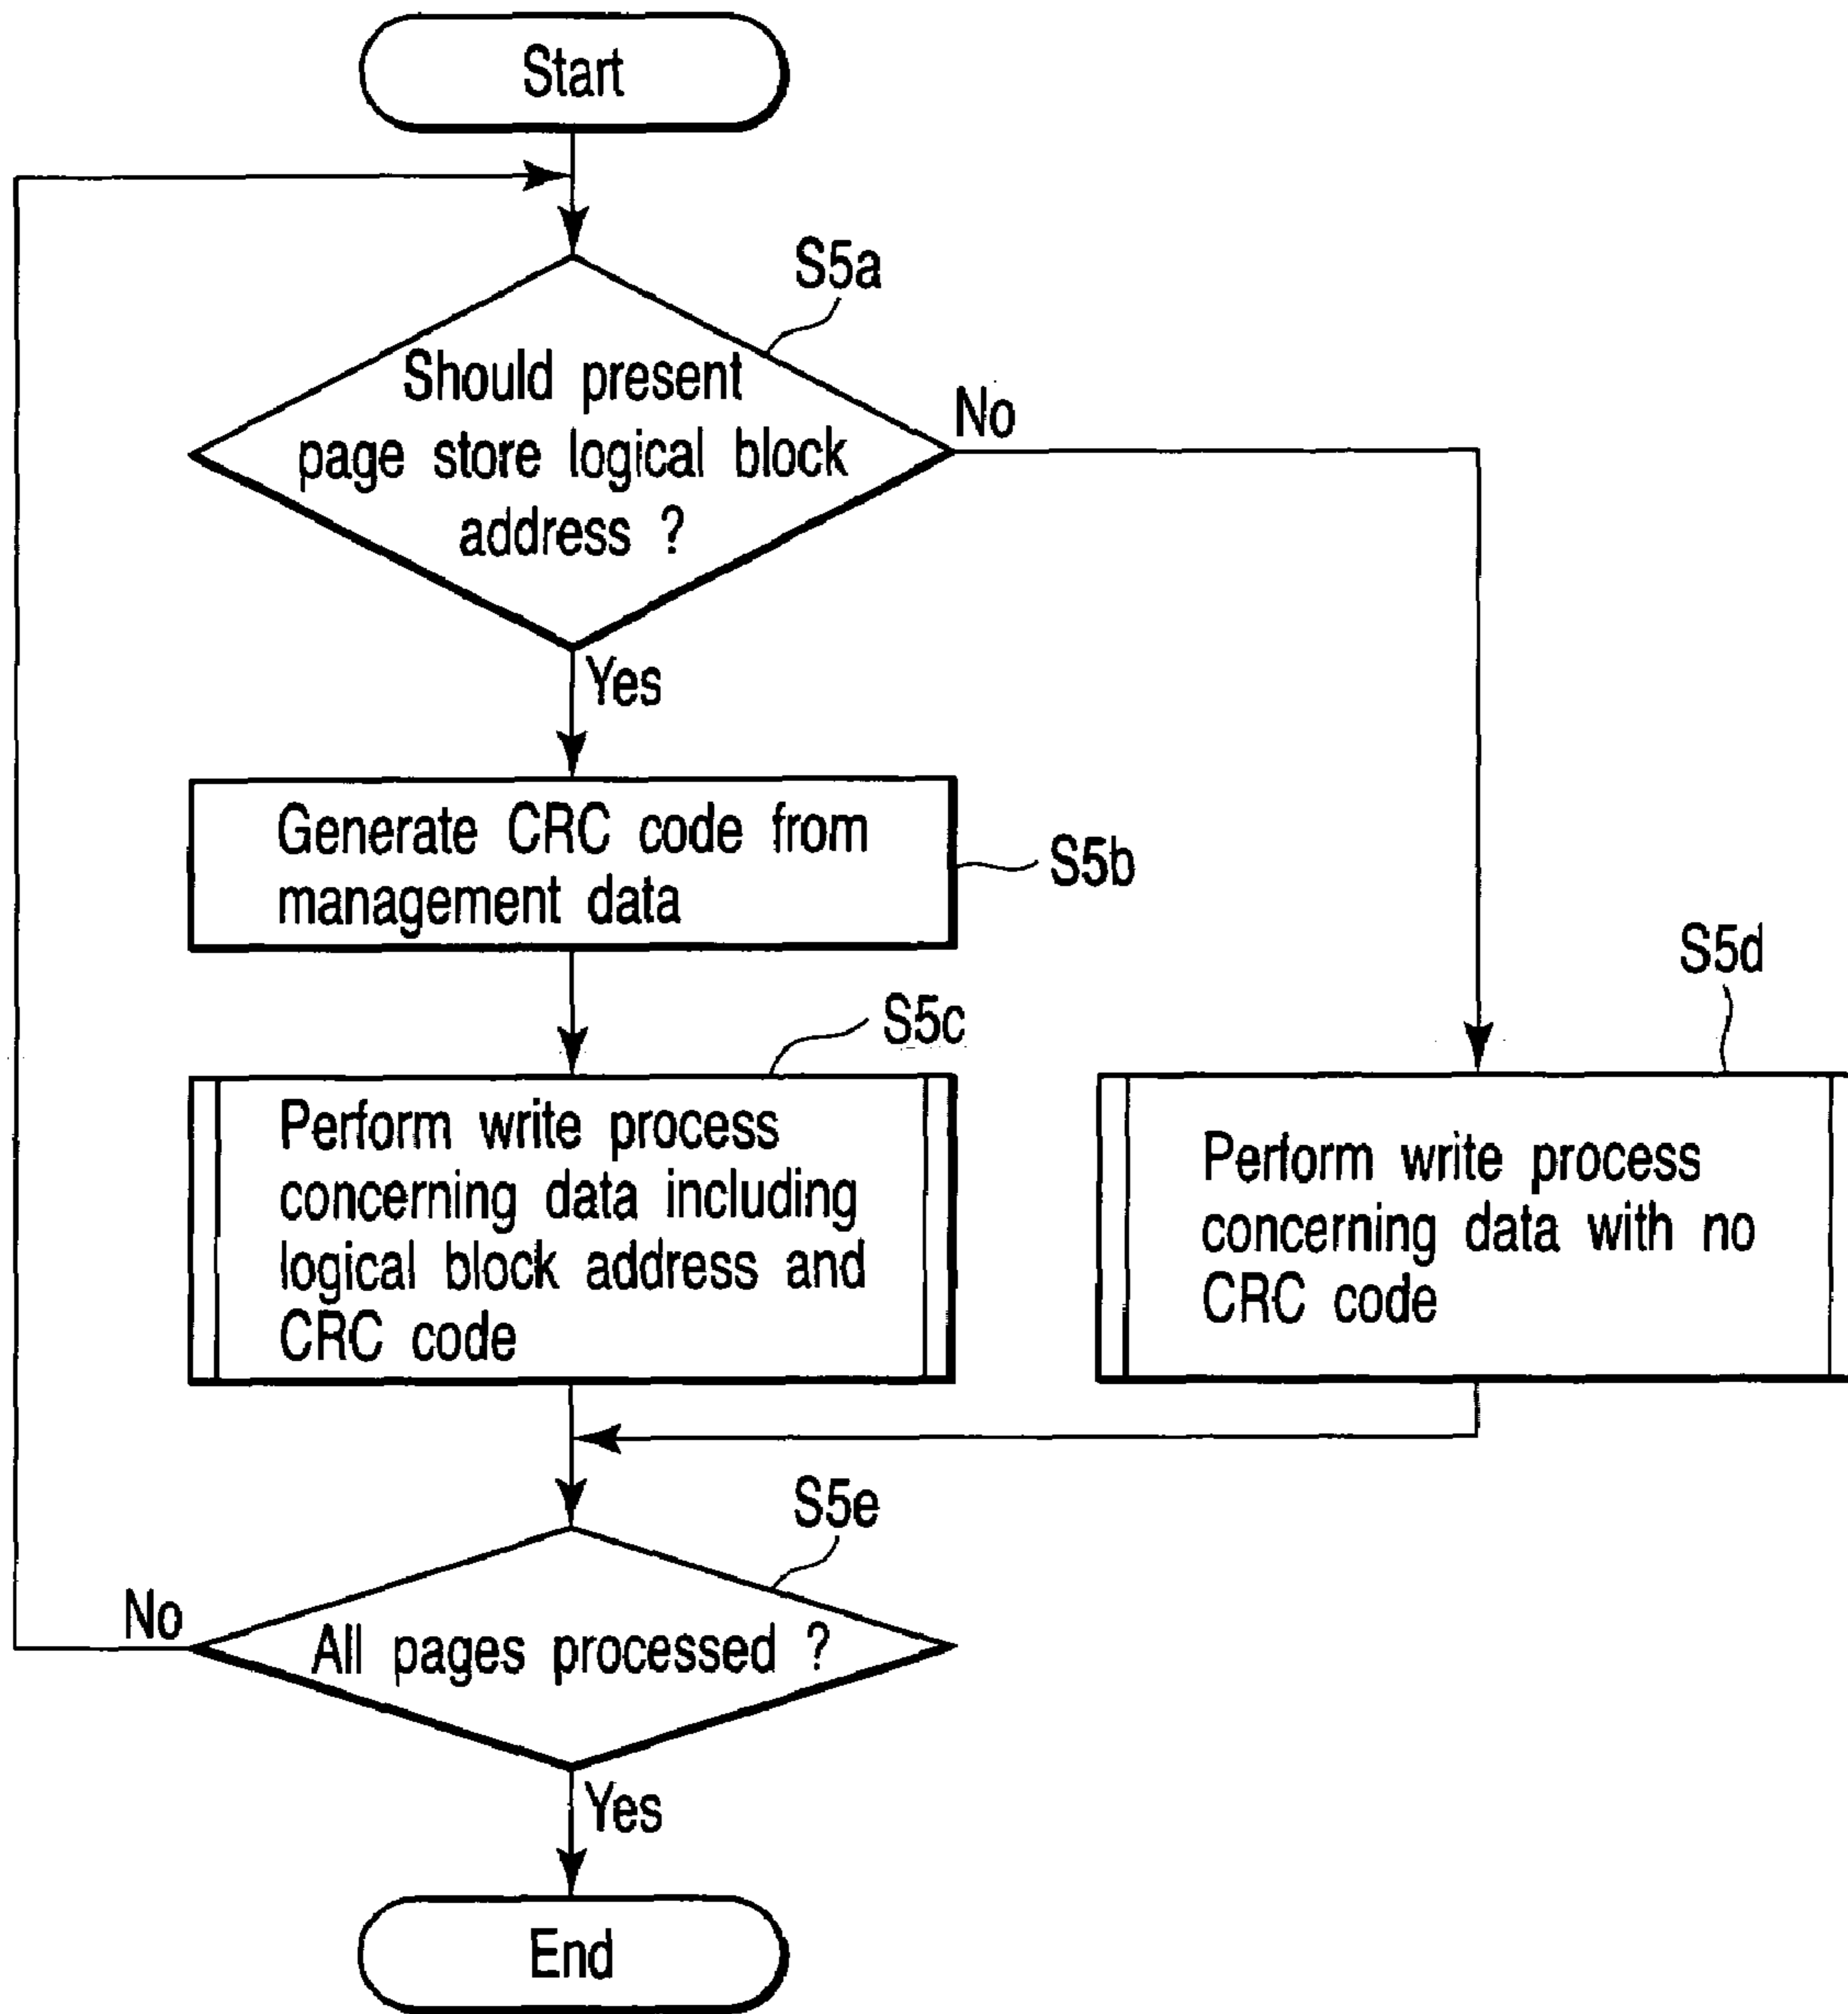 Start
S5a
Should present
page store logical block
address ?
No
Yes
Generate CRC code from
management data
S5b
S5c
Perform write process
concerning data including
logical block address and
CRC code
S5d
Perform write process
concerning data with no
CRC code
S5e
All pages processed ?
No
Yes
End